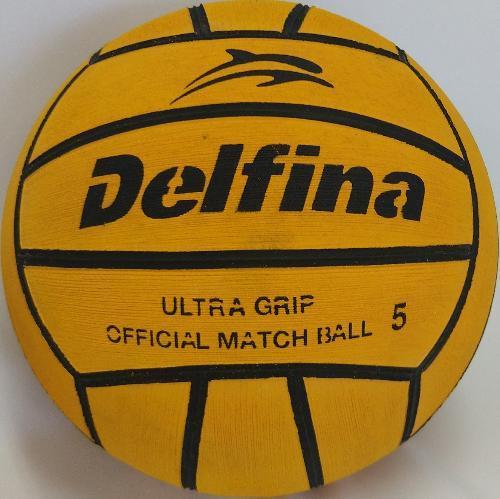 Delfina
ULTRA GRIP
OFFICIAL MATCH BALL 5